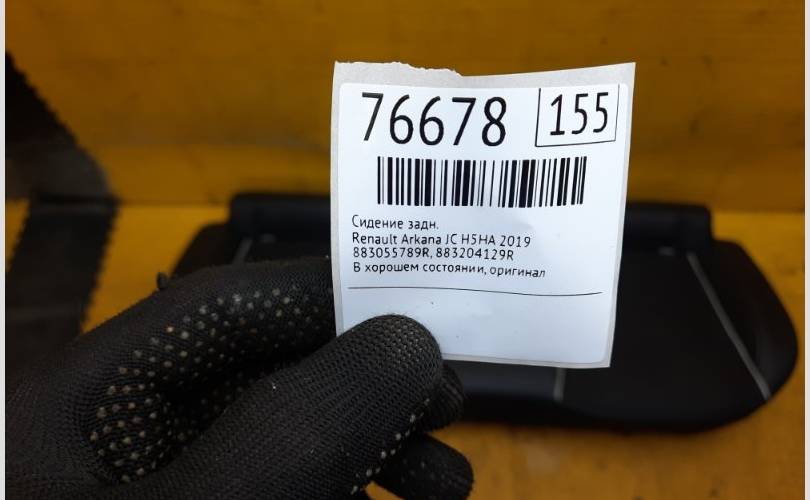 76678 155
Сидение задн.
Renault Arkana JC H5HA 2019
883055789R, 883204129R
В хорошем состоянии, оригинал